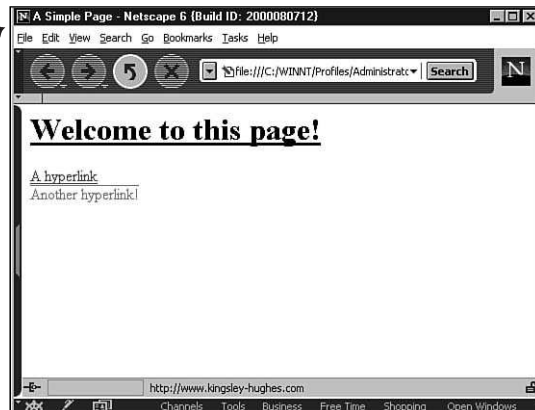 A Simple Page - Netscape 6 {Build ID: 2000080712}
File Edit View Search Go Bookmarks Tasks Help
file:///C:/WINNT/Profiles/Administratc Search N
Welcome to this page!
A hyperlink
Another hyperlink!
http://www.kingsley-hughes.com
Channels Tools Business Free Time Shopping Open Windows